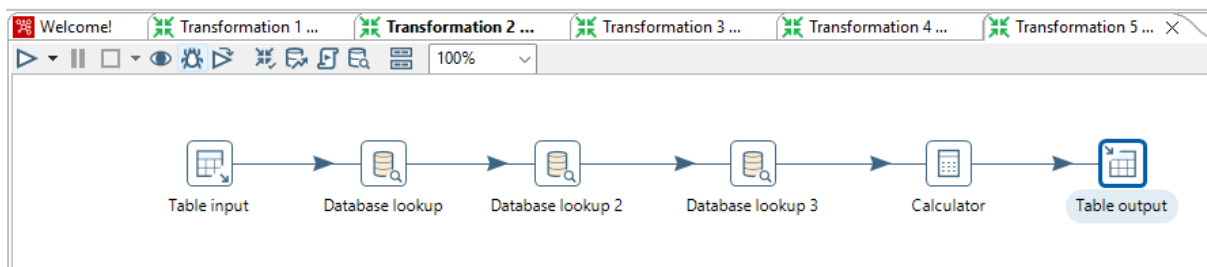 Welcome! Transformation 1 ... Transformation 2 ... Transformation 3 ... Transformation 4 ... Transformation 5 ...
100%
Table input Database lookup Database lookup 2 Database lookup 3 Calculator Table output